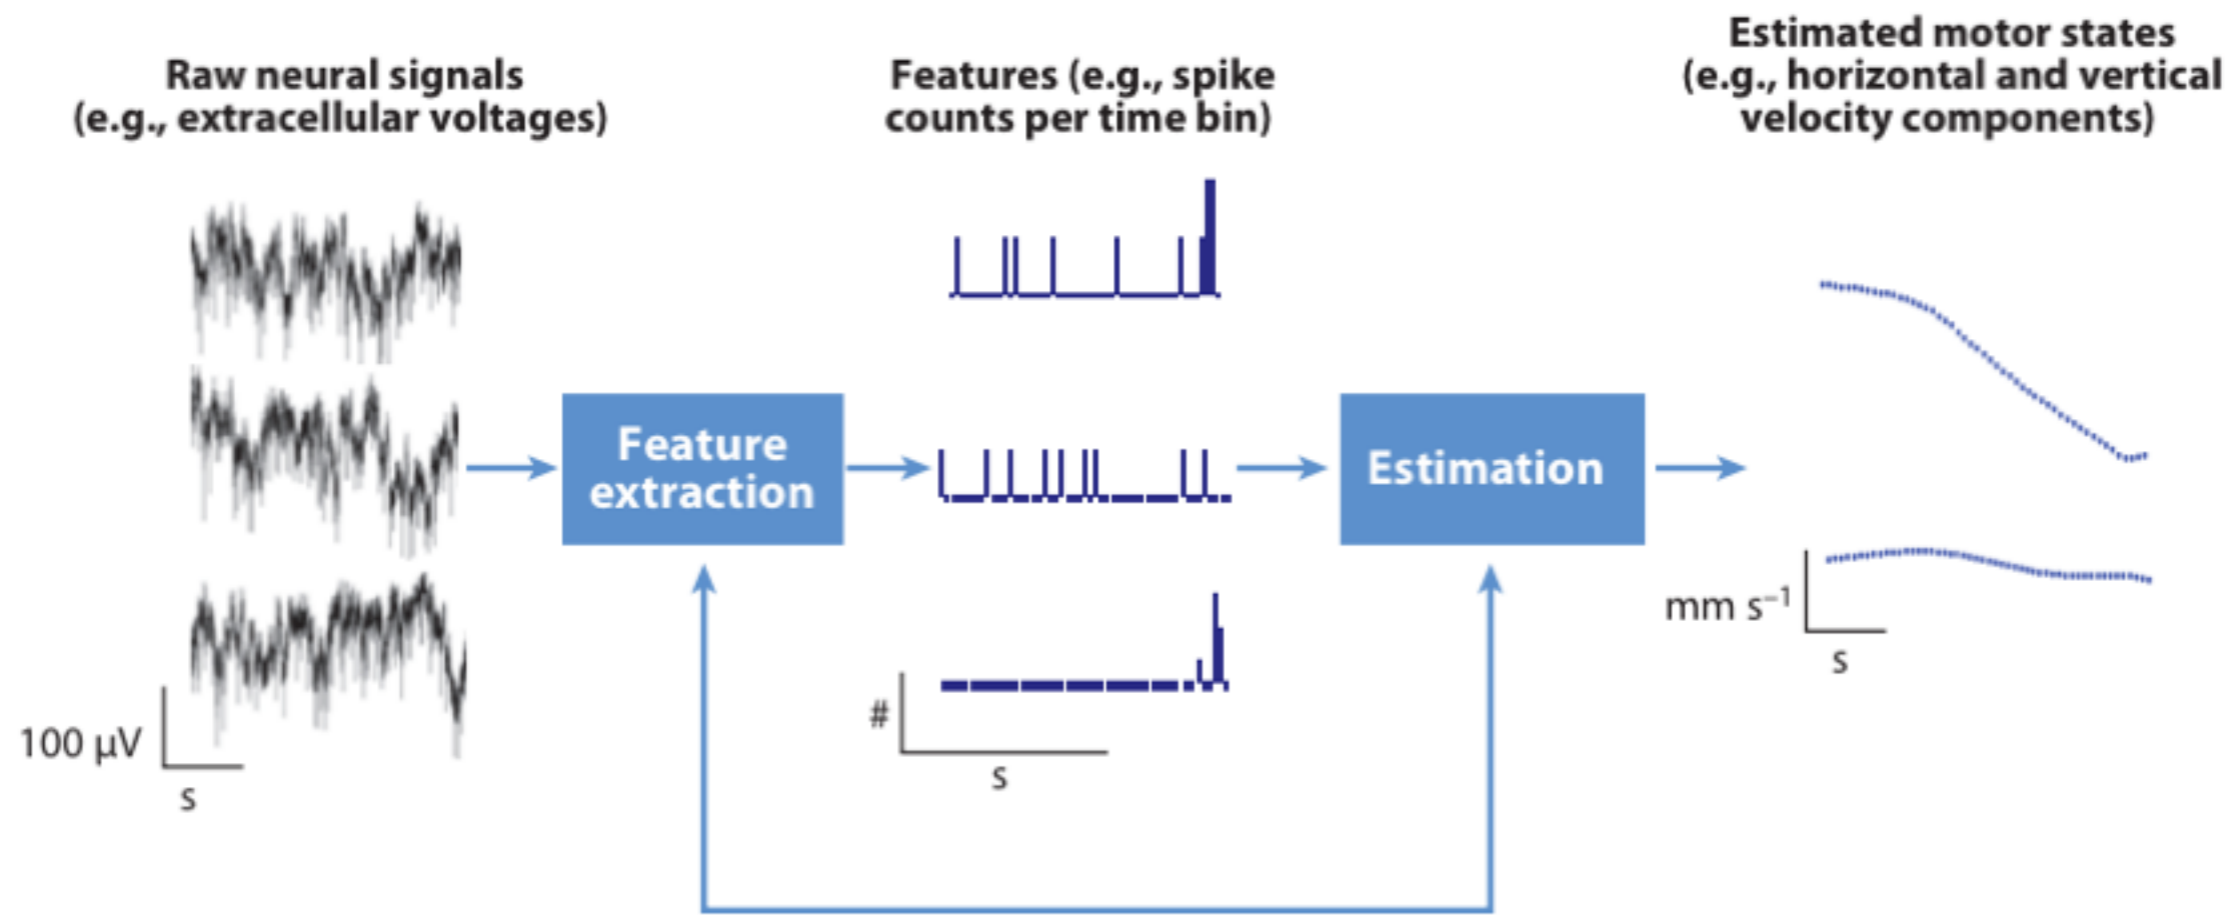 Raw neural signals
(e.g., extracellular voltages)
Features (e.g., spike
counts per time bin)
Estimated motor states
(e.g., horizontal and vertical
velocity components)
Feature
extraction
Estimation
100 µV
s
#
s
mm s⁻¹
s